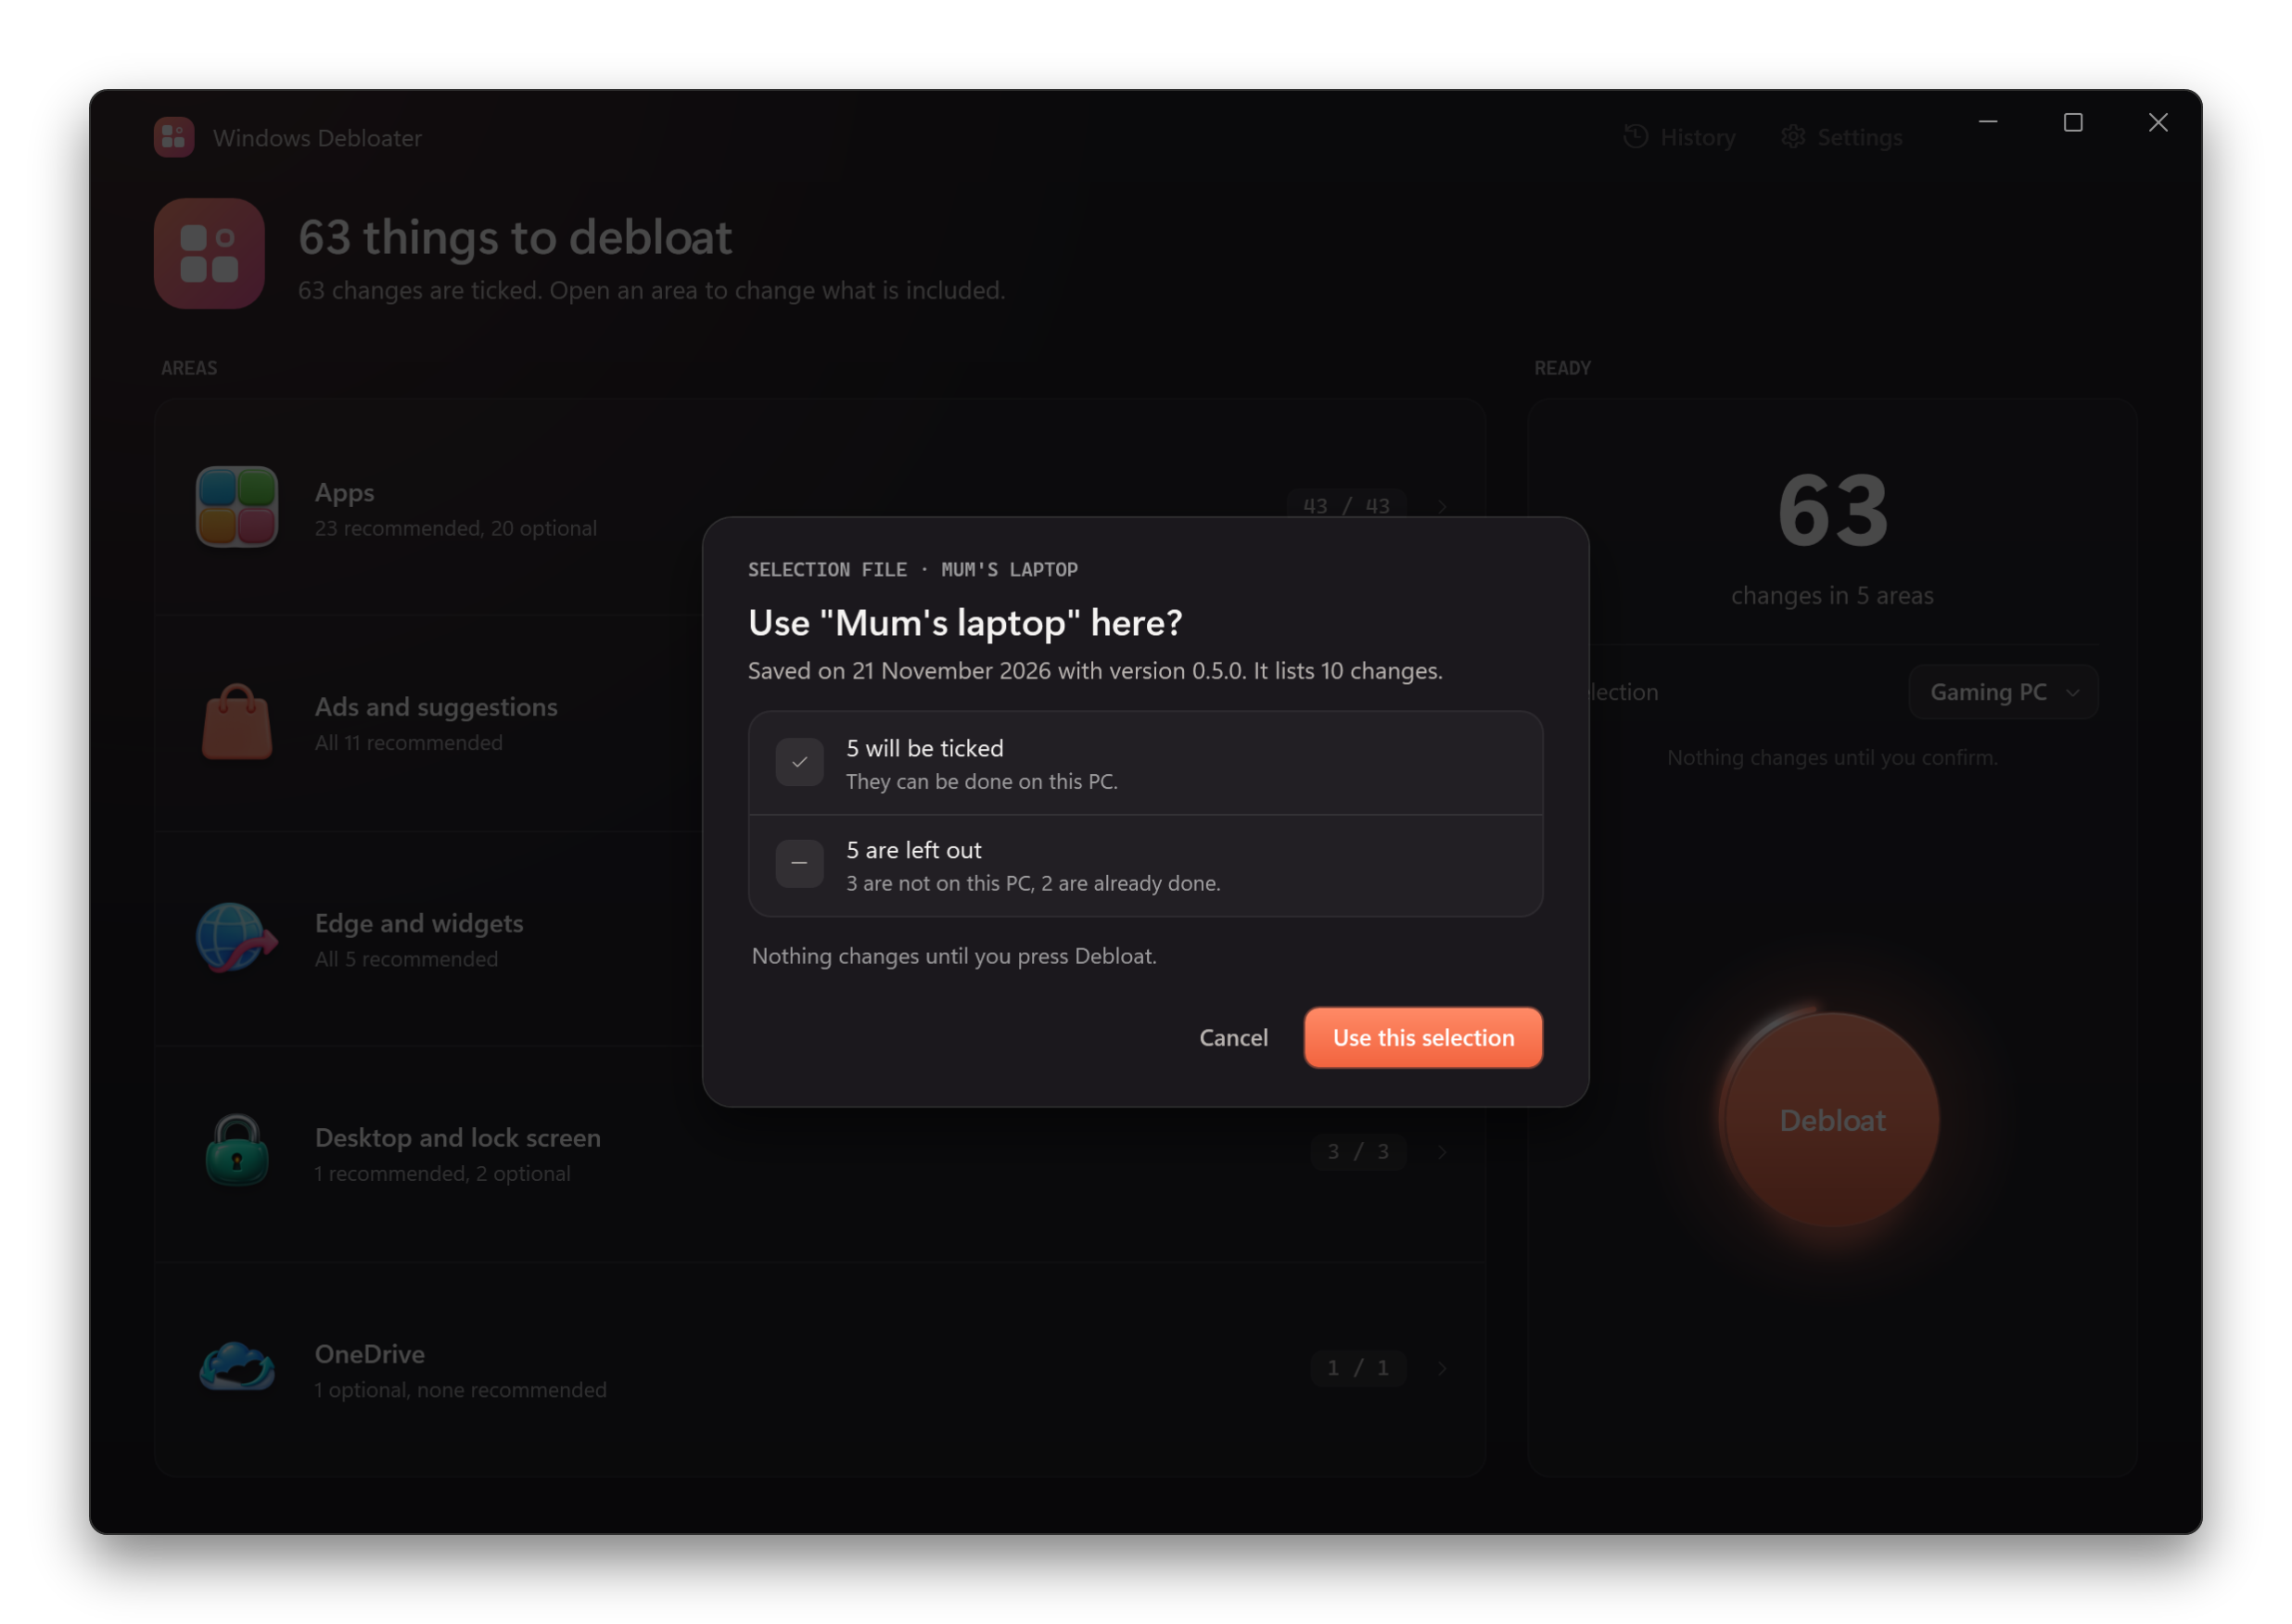 Windows Debloater
History
Settings
63 things to debloat
63 changes are ticked. Open an area to change what is included.
AREAS
Apps
23 recommended, 20 optional
43 / 43
Ads and suggestions
All 11 recommended
Edge and widgets
All 5 recommended
Desktop and lock screen
1 recommended, 2 optional
3 / 3
OneDrive
1 optional, none recommended
1 / 1
READY
63
changes in 5 areas
Gaming PC
Nothing changes until you confirm.
Debloat
SELECTION FILE · MUM'S LAPTOP
Use "Mum's laptop" here?
Saved on 21 November 2026 with version 0.5.0. It lists 10 changes.
5 will be ticked
They can be done on this PC.
5 are left out
3 are not on this PC, 2 are already done.
Nothing changes until you press Debloat.
Cancel
Use this selection